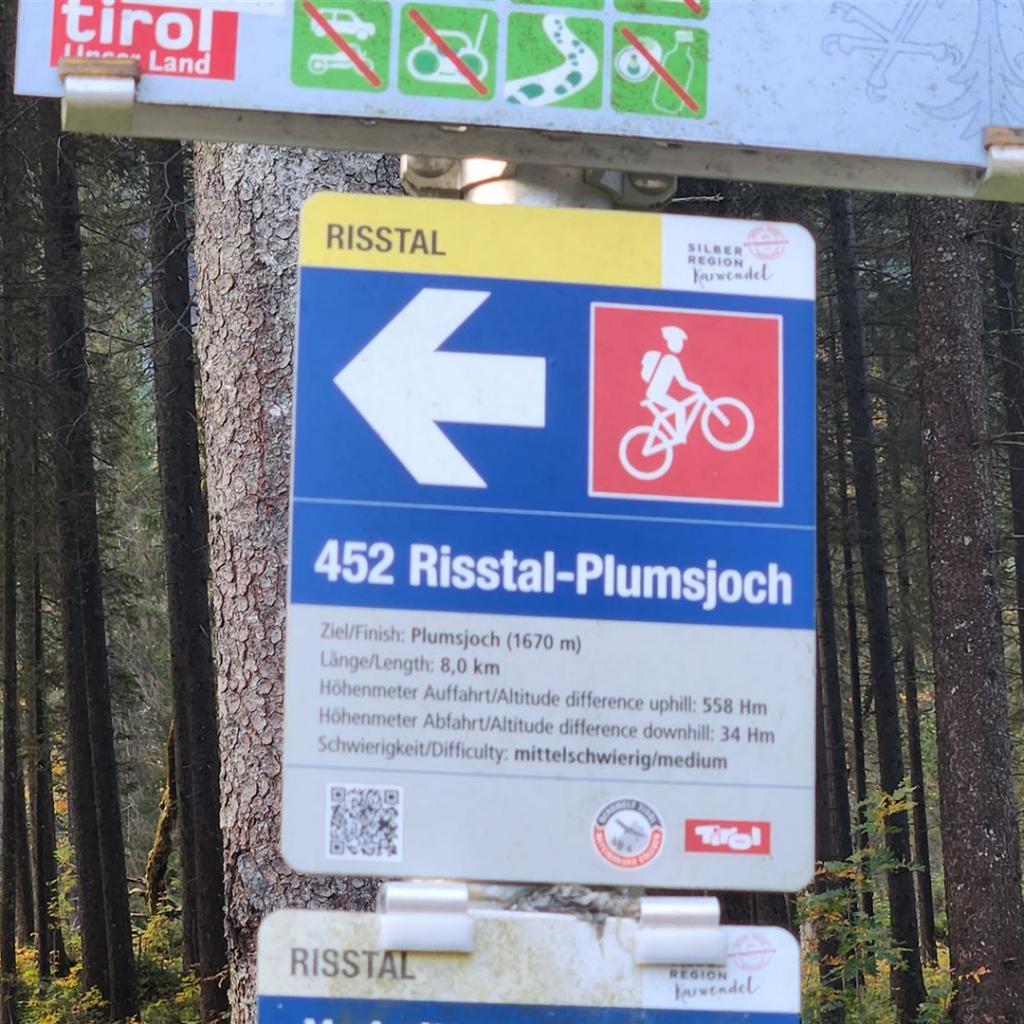 tirol
Unser Land
RISSTAL
SILBER
REGION
Karwendel
452 Risstal-Plumsjoch
Ziel/Finish: Plumsjoch (1670 m)
Länge/Length: 8,0 km
Höhenmeter Auffahrt/Altitude difference uphill: 558 Hm
Höhenmeter Abfahrt/Altitude difference downhill: 34 Hm
Schwierigkeit/Difficulty: mittelschwierig/medium
Tirol
RISSTAL
REGION
Karwendel